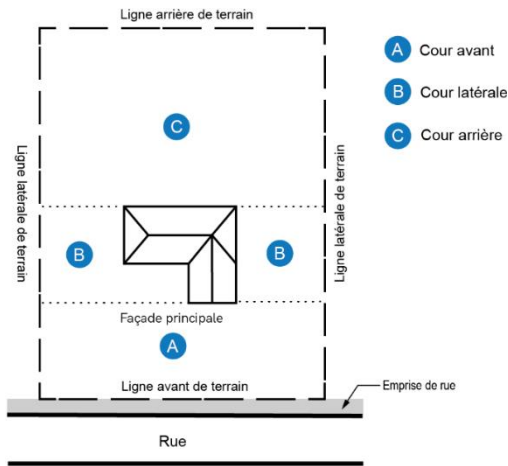 Ligne arrière de terrain
A Cour avant
B Cour latérale
C Cour arrière
C
Ligne latérale de terrain
Ligne latérale de terrain
B
B
Façade principale
A
Ligne avant de terrain
Emprise de rue
Rue